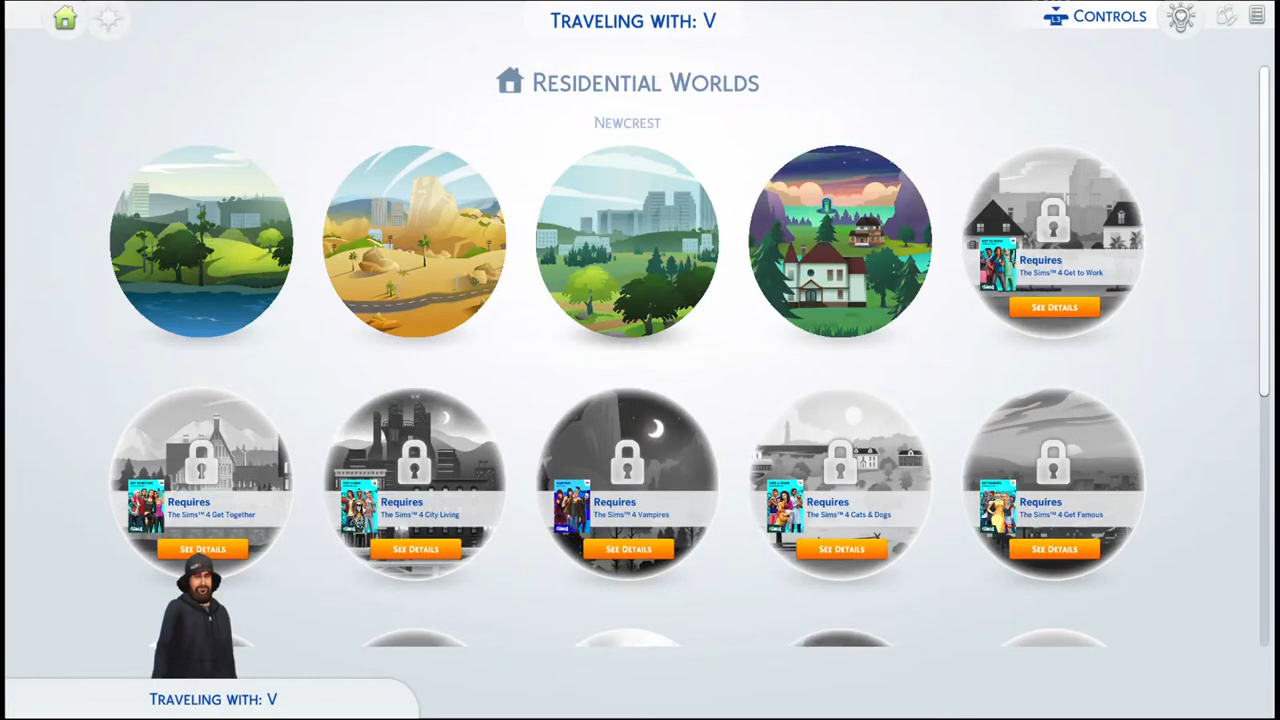 TRAVELING WITH: V
L3 CONTROLS
RESIDENTIAL WORLDS
NEWCREST
Requires
The Sims™ 4 Get to Work
SEE DETAILS
Requires
The Sims™ 4 Get Together
SEE DETAILS
Requires
The Sims™ 4 City Living
SEE DETAILS
Requires
The Sims™ 4 Vampires
SEE DETAILS
Requires
The Sims™ 4 Cats & Dogs
SEE DETAILS
Requires
The Sims™ 4 Get Famous
SEE DETAILS
TRAVELING WITH: V